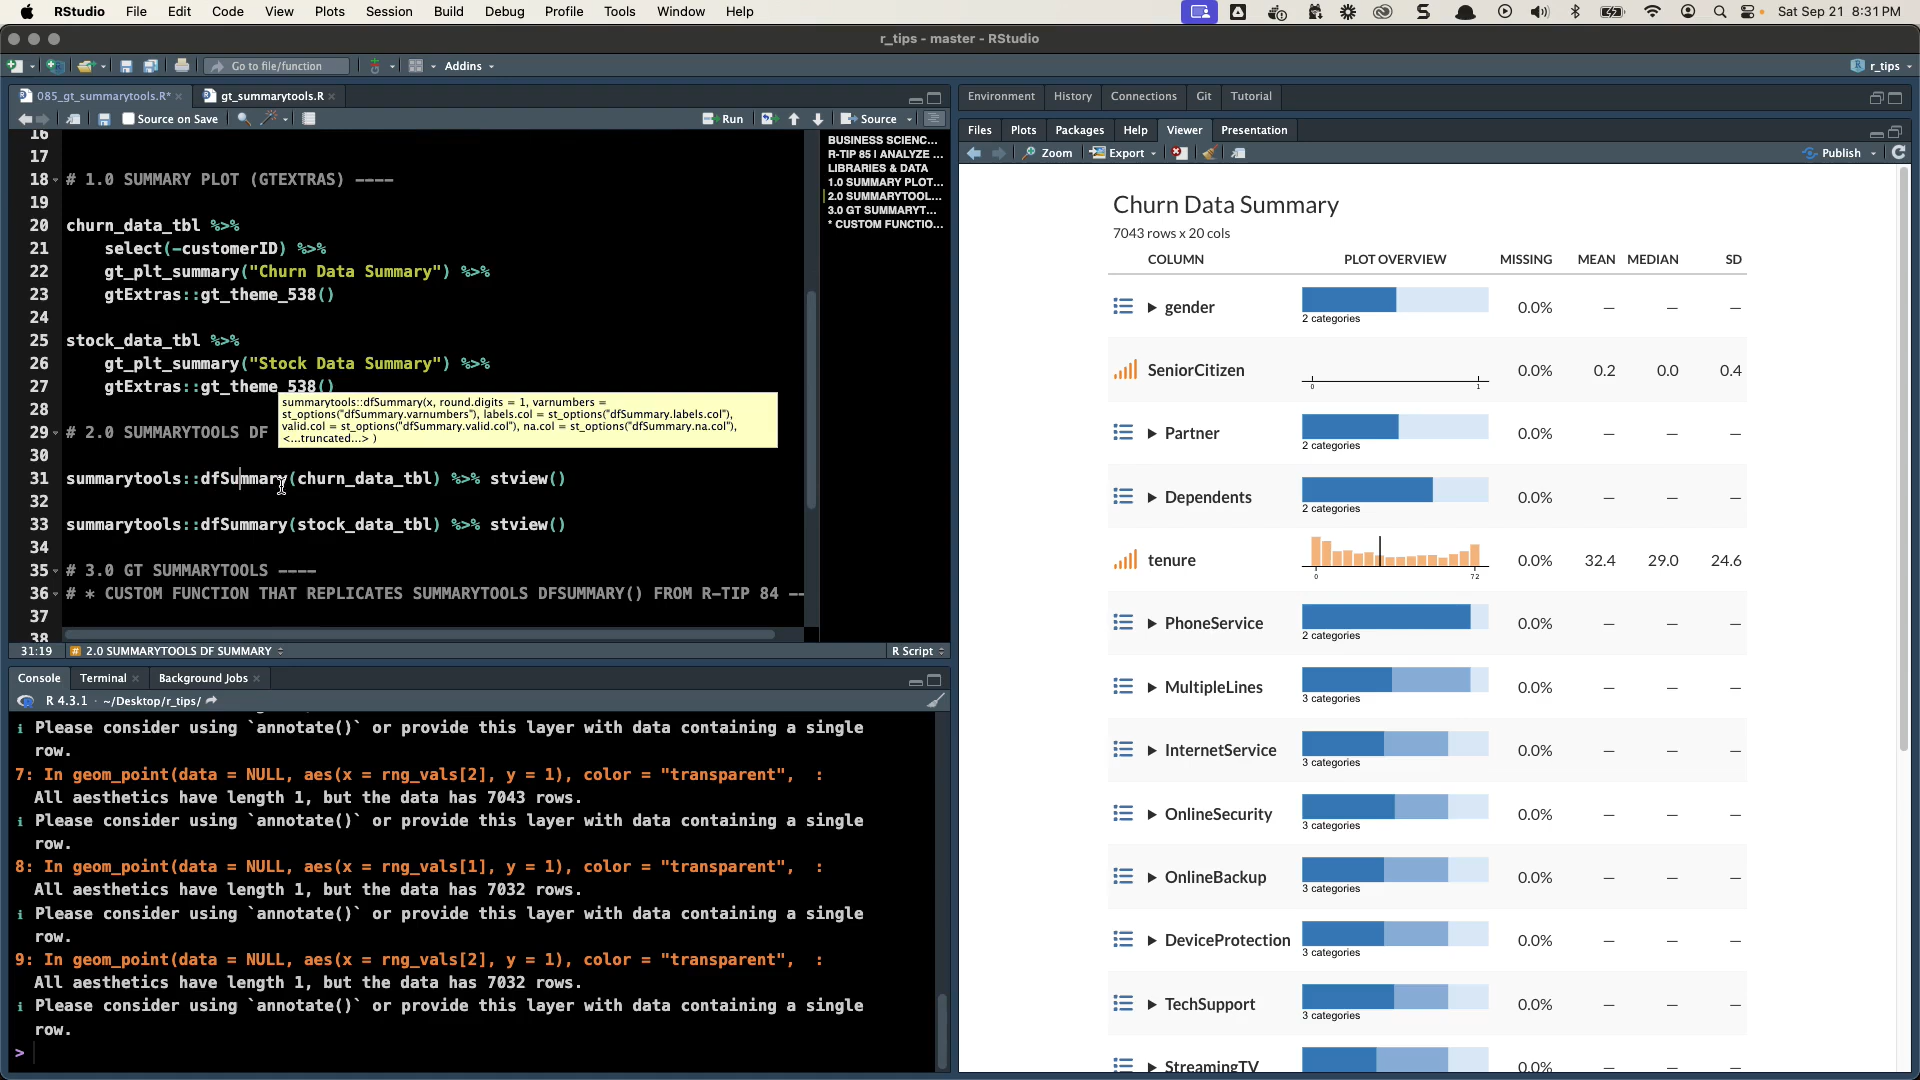 RStudio File Edit Code View Plots Session Build Debug Profile Tools Window Help
Sat Sep 21 8:31 PM
r_tips - master - RStudio
Go to file/function
Addins
r_tips
085_gt_summarytools.R*
gt_summarytools.R
Source on Save
Run
Source
16
17
18 # 1.0 SUMMARY PLOT (GTEXTRAS) ----
19
20 churn_data_tbl %>%
21 select(-customerID) %>%
22 gt_plt_summary("Churn Data Summary") %>%
23 gtExtras::gt_theme_538()
24
25 stock_data_tbl %>%
26 gt_plt_summary("Stock Data Summary") %>%
27 gtExtras::gt_theme_538()
28
29 # 2.0 SUMMARYTOOLS DF
30
31 summarytools::dfSummary(churn_data_tbl) %>% stview()
32
33 summarytools::dfSummary(stock_data_tbl) %>% stview()
34
35 # 3.0 GT SUMMARYTOOLS ----
36 # * CUSTOM FUNCTION THAT REPLICATES SUMMARYTOOLS DFSUMMARY() FROM R-TIP 84 --
37
38
summarytools::dfSummary(x, round.digits = 1, varnumbers =
st_options("dfSummary.varnumbers"), labels.col = st_options("dfSummary.labels.col"),
valid.col = st_options("dfSummary.valid.col"), na.col = st_options("dfSummary.na.col"),
<...truncated...> )
BUSINESS SCIENC...
R-TIP 85 | ANALYZE ...
LIBRARIES & DATA
1.0 SUMMARY PLOT...
2.0 SUMMARYTOOL...
3.0 GT SUMMARYT...
* CUSTOM FUNCTIO...
31:19
# 2.0 SUMMARYTOOLS DF SUMMARY
R Script
Console
Terminal
Background Jobs
R 4.3.1 · ~/Desktop/r_tips/
i Please consider using `annotate()` or provide this layer with data containing a single
row.
7: In geom_point(data = NULL, aes(x = rng_vals[2], y = 1), color = "transparent", :
All aesthetics have length 1, but the data has 7043 rows.
i Please consider using `annotate()` or provide this layer with data containing a single
row.
8: In geom_point(data = NULL, aes(x = rng_vals[1], y = 1), color = "transparent", :
All aesthetics have length 1, but the data has 7032 rows.
i Please consider using `annotate()` or provide this layer with data containing a single
row.
9: In geom_point(data = NULL, aes(x = rng_vals[2], y = 1), color = "transparent", :
All aesthetics have length 1, but the data has 7032 rows.
i Please consider using `annotate()` or provide this layer with data containing a single
row.
>
Environment History Connections Git Tutorial
Files Plots Packages Help Viewer Presentation
Zoom Export
Publish
Churn Data Summary
7043 rows x 20 cols
COLUMN PLOT OVERVIEW MISSING MEAN MEDIAN SD
gender 2 categories 0.0% — — —
SeniorCitizen 0 1 0.0% 0.2 0.0 0.4
Partner 2 categories 0.0% — — —
Dependents 2 categories 0.0% — — —
tenure 0 72 0.0% 32.4 29.0 24.6
PhoneService 2 categories 0.0% — — —
MultipleLines 3 categories 0.0% — — —
InternetService 3 categories 0.0% — — —
OnlineSecurity 3 categories 0.0% — — —
OnlineBackup 3 categories 0.0% — — —
DeviceProtection 3 categories 0.0% — — —
TechSupport 3 categories 0.0% — — —
StreamingTV 0.0% — — —